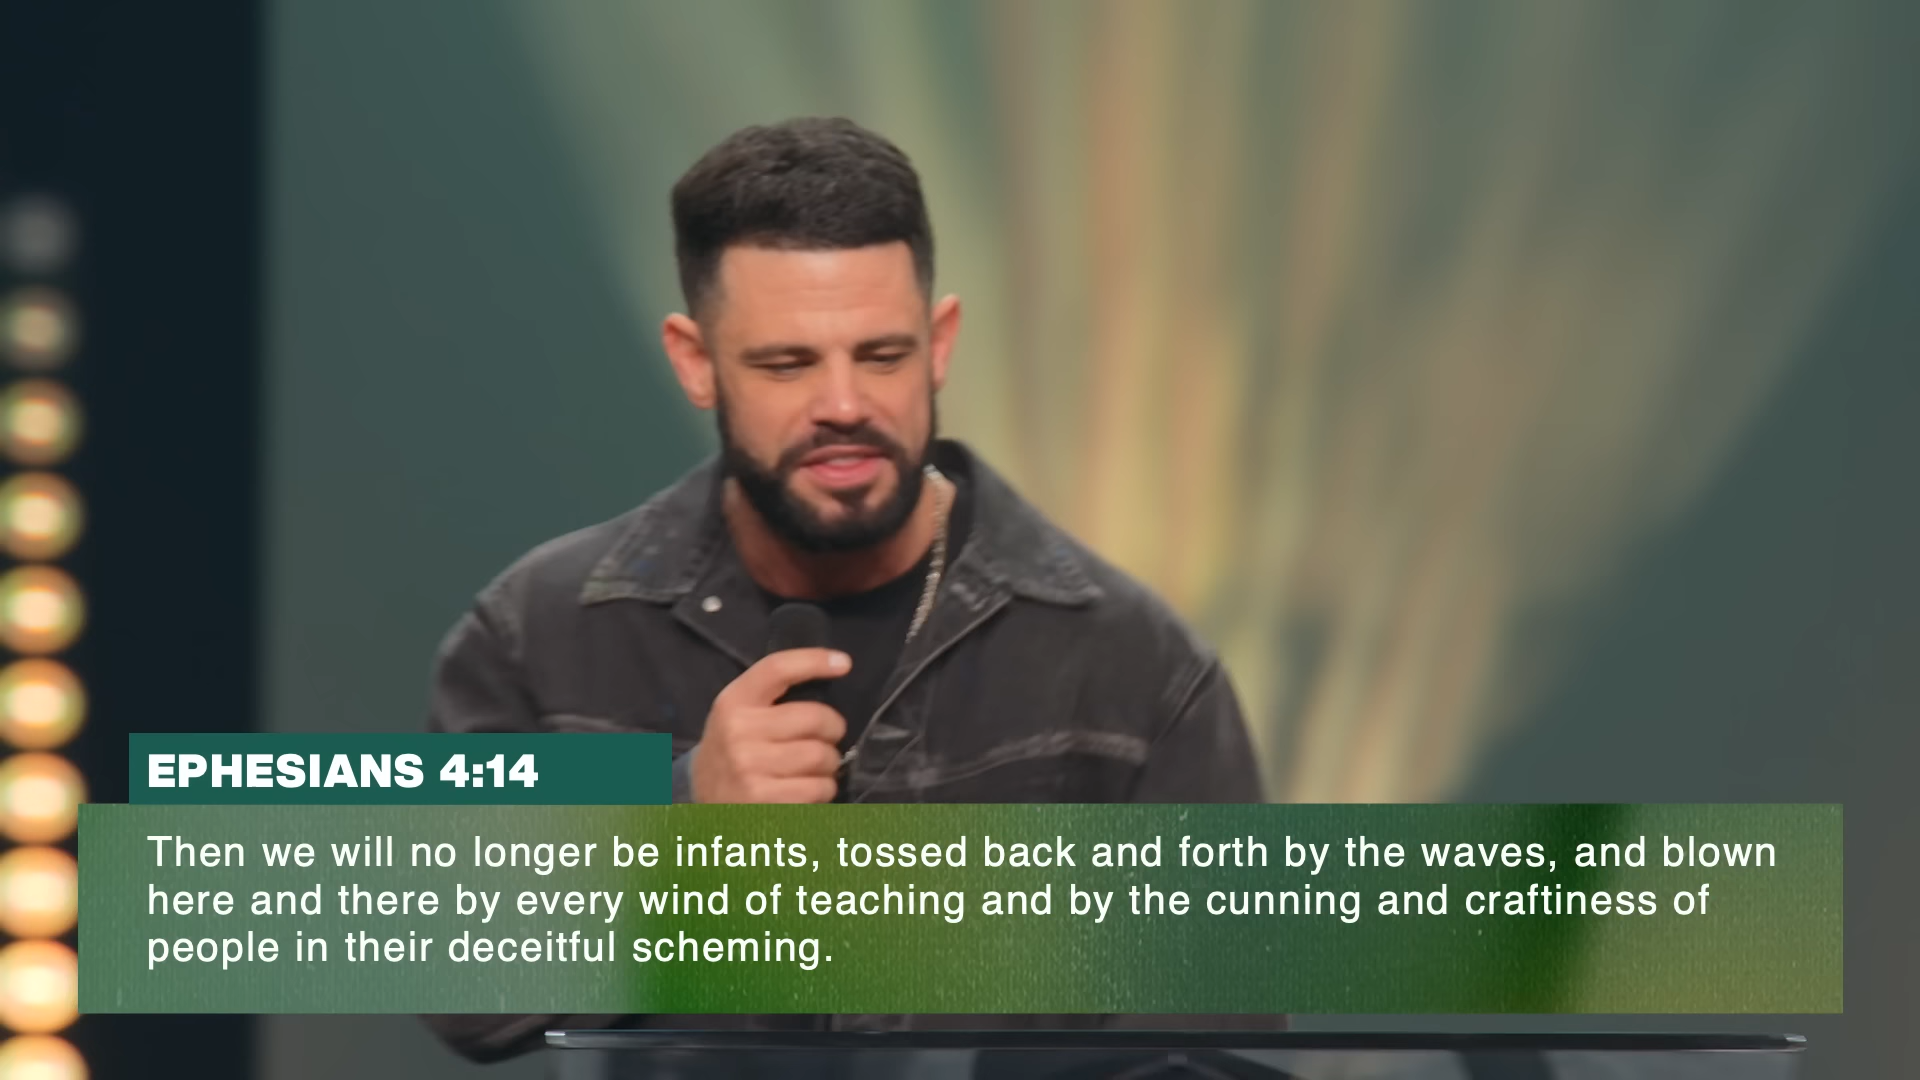 EPHESIANS 4:14
Then we will no longer be infants, tossed back and forth by the waves, and blown
here and there by every wind of teaching and by the cunning and craftiness of
people in their deceitful scheming.